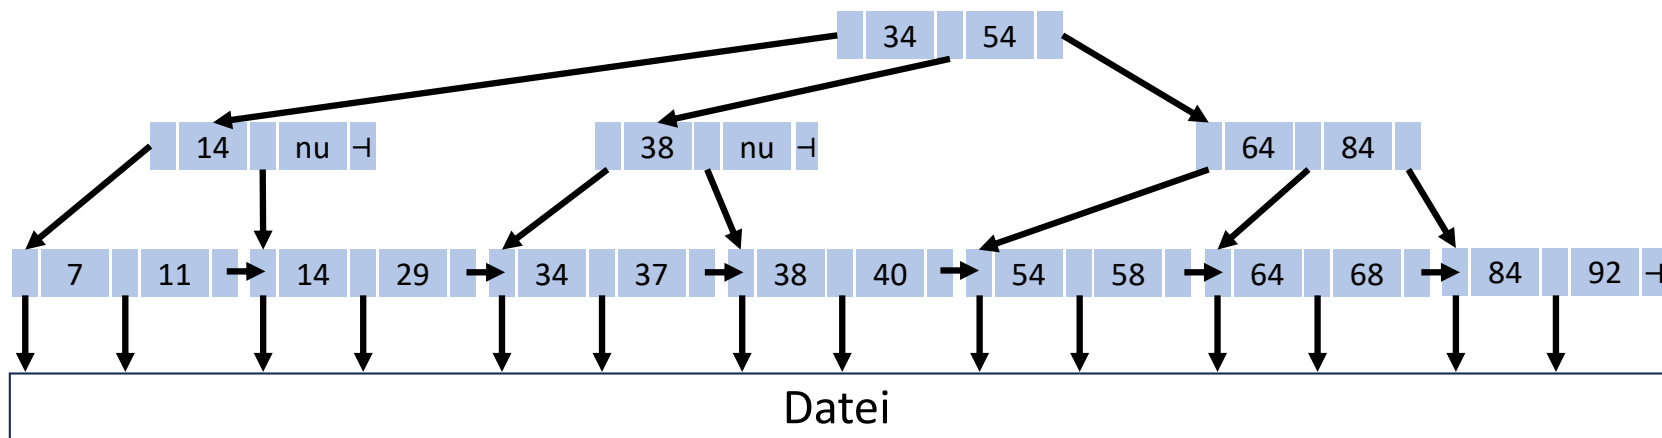 34 54
14 nu ⊣ 38 nu ⊣ 64 84
7 11 14 29 34 37 38 40 54 58 64 68 84 92 ⊣
Datei